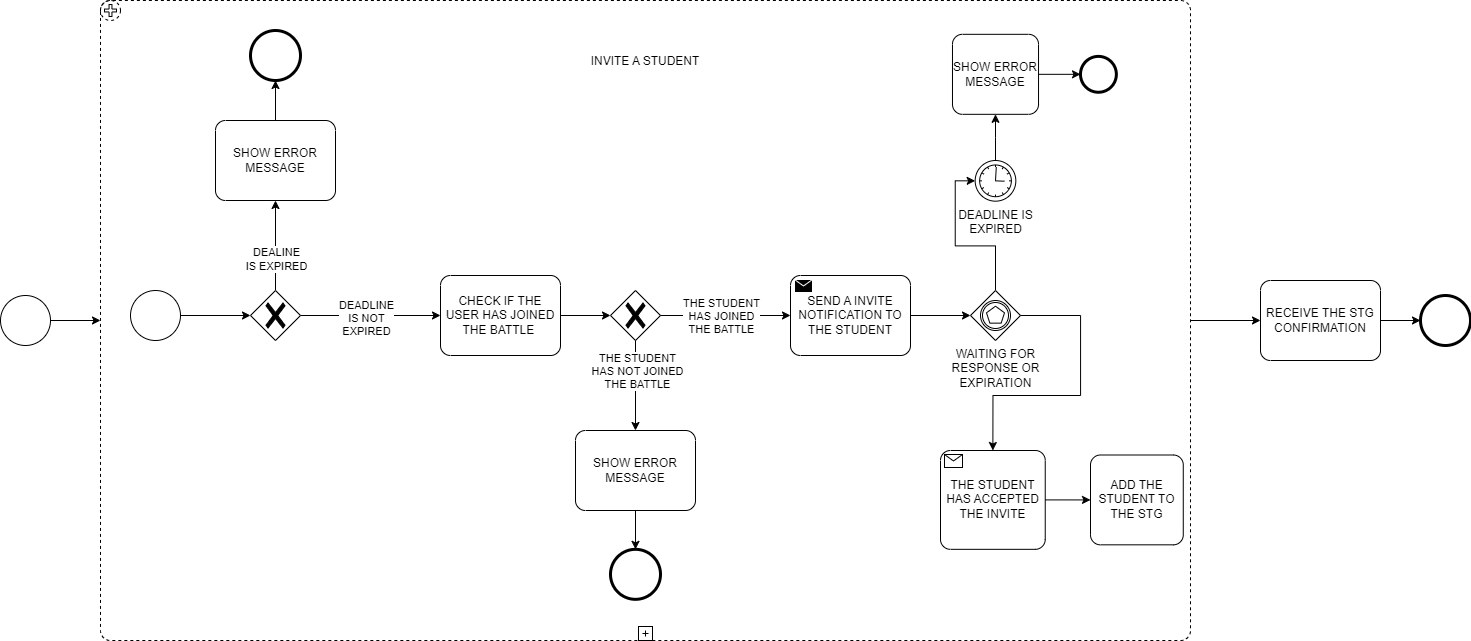 INVITE A STUDENT
SHOW ERROR
MESSAGE
DEALINE
IS EXPIRED
DEADLINE
IS NOT
EXPIRED
CHECK IF THE
USER HAS JOINED
THE BATTLE
THE STUDENT
HAS JOINED
THE BATTLE
THE STUDENT
HAS NOT JOINED
THE BATTLE
SHOW ERROR
MESSAGE
SEND A INVITE
NOTIFICATION TO
THE STUDENT
WAITING FOR
RESPONSE OR
EXPIRATION
DEADLINE IS
EXPIRED
SHOW ERROR
MESSAGE
THE STUDENT
HAS ACCEPTED
THE INVITE
ADD THE
STUDENT TO
THE STG
RECEIVE THE STG
CONFIRMATION